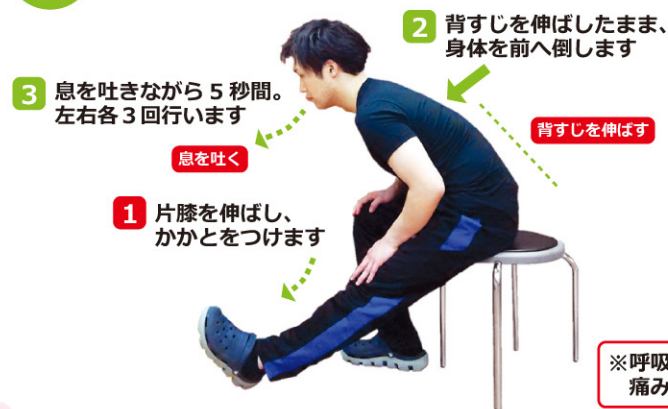 1 片膝を伸ばし、
かかとをつけます
2 背すじを伸ばしたまま、
身体を前へ倒します
背すじを伸ばす
3 息を吐きながら5秒間。
左右各3回行います
息を吐く
※呼吸
痛み